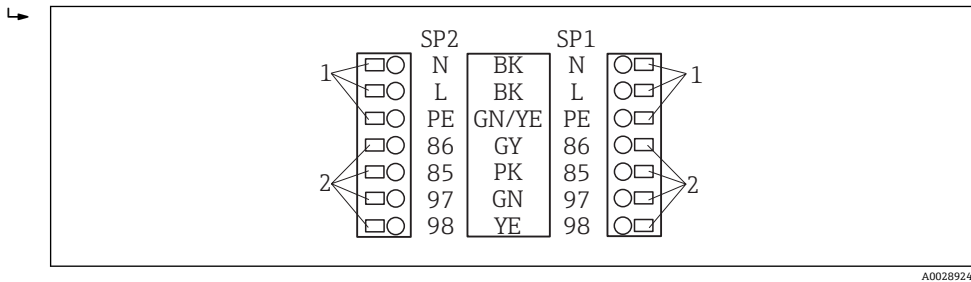 SP2 SP1
N BK N
1 1
L BK L
PE GN/YE PE
86 GY 86
85 PK 85
2 2
97 GN 97
98 YE 98
A0028924